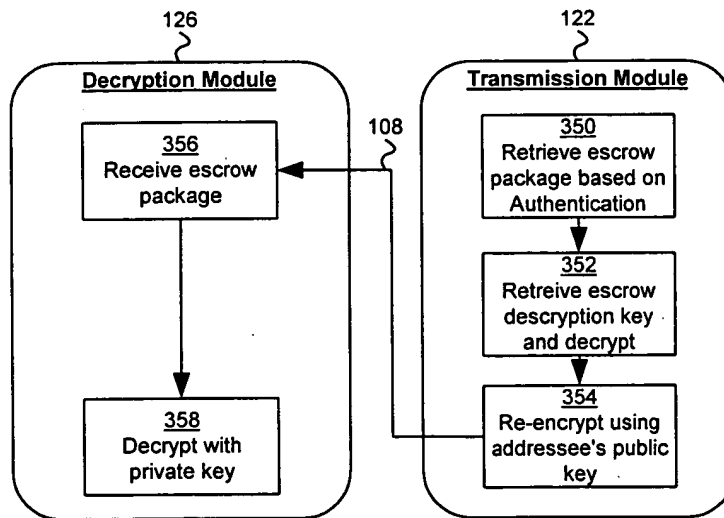 126
122
Decryption Module
Transmission Module
356
Receive escrow
package
108
350
Retrieve escrow
package based on
Authentication
352
Retreive escrow
descryption key
and decrypt
358
Decrypt with
private key
354
Re-encrypt using
addressee's public
key